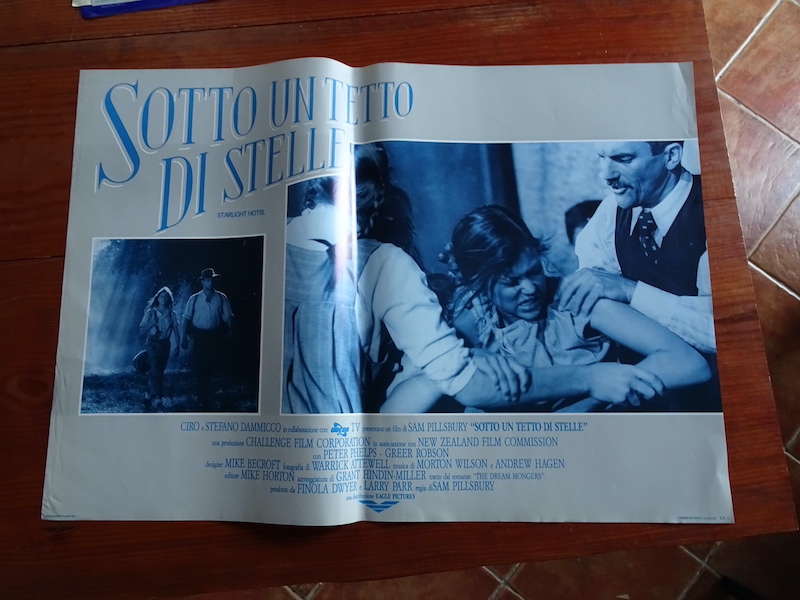 SOTTO UN TETTO
DI STELLE
STARLIGHT HOTEL
CIRO E STEFANO DAMMICCO in collaborazione con TV presentano un film di SAM PILLSBURY "SOTTO UN TETTO DI STELLE"
una produzione CHALLENGE FILM CORPORATION in associazione con NEW ZEALAND FILM COMMISSION
con PETER PHELPS - GREER ROBSON
designer MIKE BECROFT fotografia di WARRICK ATTEWELL musica di MORTON WILSON e ANDREW HAGEN
editore MIKE HORTON sceneggiatura di GRANT HINDIN-MILLER tratto dal romanzo "THE DREAM MONGERS"
prodotto da FINOLA DWYER e LARRY PARR regia di SAM PILLSBURY
una distribuzione EAGLE PICTURES